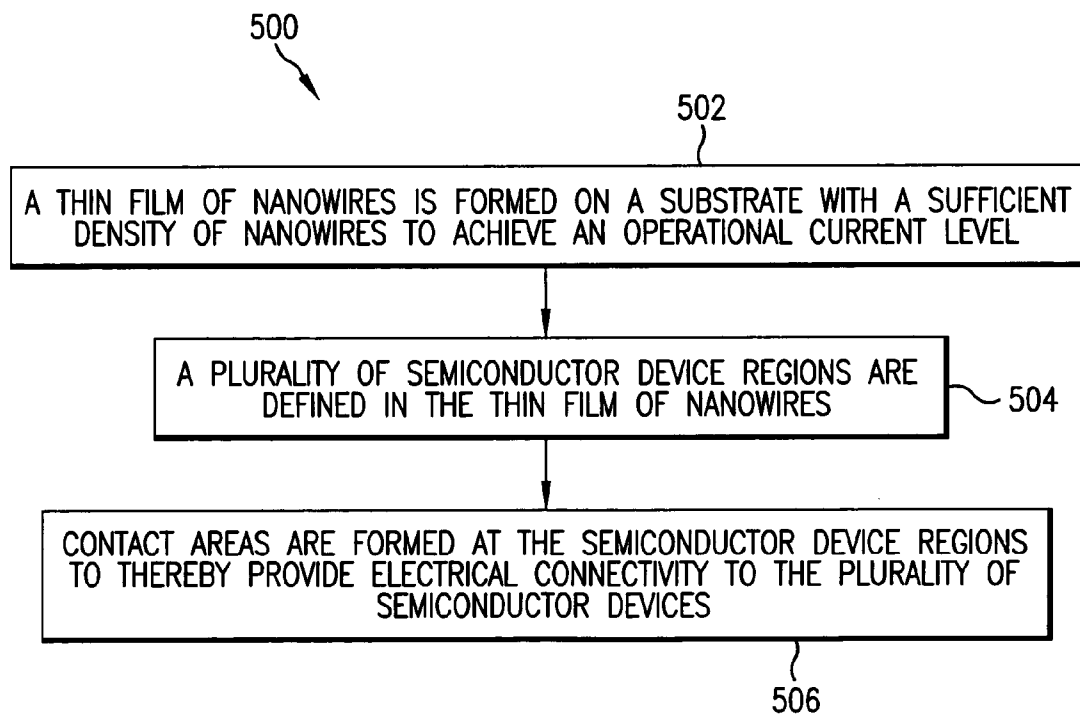 500
502
A THIN FILM OF NANOWIRES IS FORMED ON A SUBSTRATE WITH A SUFFICIENT
DENSITY OF NANOWIRES TO ACHIEVE AN OPERATIONAL CURRENT LEVEL
A PLURALITY OF SEMICONDUCTOR DEVICE REGIONS ARE
DEFINED IN THE THIN FILM OF NANOWIRES
504
CONTACT AREAS ARE FORMED AT THE SEMICONDUCTOR DEVICE REGIONS
TO THEREBY PROVIDE ELECTRICAL CONNECTIVITY TO THE PLURALITY OF
SEMICONDUCTOR DEVICES
506